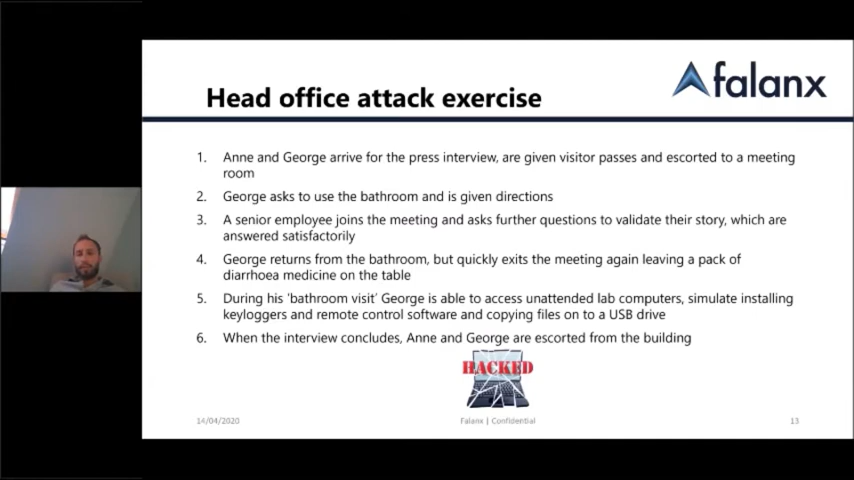 falanx
Head office attack exercise
1. Anne and George arrive for the press interview, are given visitor passes and escorted to a meeting
room
2. George asks to use the bathroom and is given directions
3. A senior employee joins the meeting and asks further questions to validate their story, which are
answered satisfactorily
4. George returns from the bathroom, but quickly exits the meeting again leaving a pack of
diarrhoea medicine on the table
5. During his 'bathroom visit' George is able to access unattended lab computers, simulate installing
keyloggers and remote control software and copying files on to a USB drive
6. When the interview concludes, Anne and George are escorted from the building
HACKED
14/04/2020
Falanx | Confidential
13